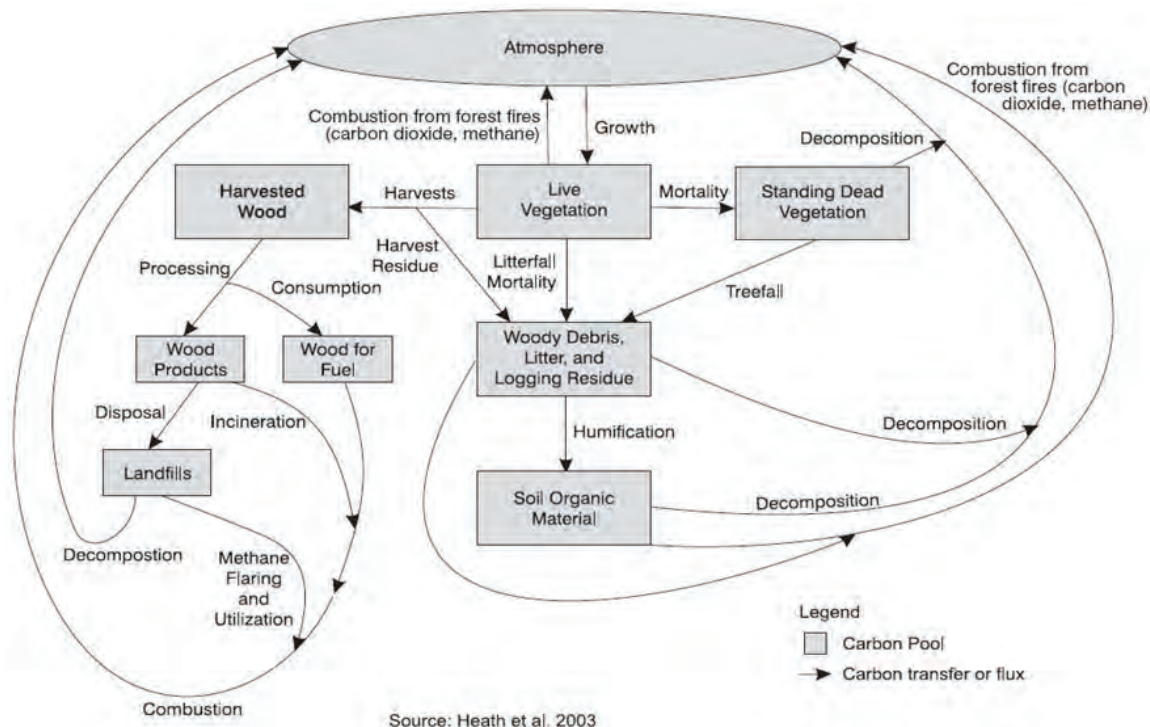 Atmosphere
Combustion from forest fires
(carbon dioxide, methane)
Growth
Combustion from
forest fires (carbon
dioxide, methane)
Decomposition
Harvested
Wood
Harvests
Live
Vegetation
Mortality
Standing Dead
Vegetation
Harvest
Residue
Litterfall
Mortality
Treefall
Processing
Consumption
Wood
Products
Wood for
Fuel
Woody Debris,
Litter, and
Logging Residue
Disposal
Incineration
Decomposition
Humification
Landfills
Soil Organic
Material
Decomposition
Decompostion
Methane
Flaring
and
Utilization
Combustion
Legend
Carbon Pool
Carbon transfer or flux
Source: Heath et al. 2003